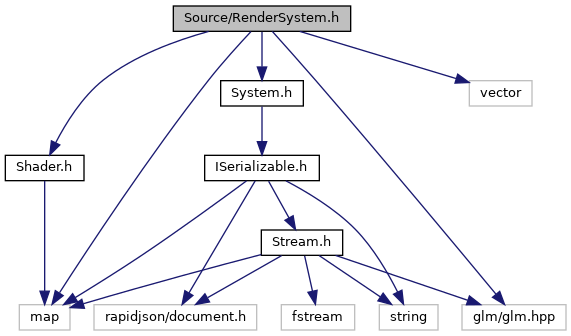 Source/RenderSystem.h
System.h
vector
Shader.h
ISerializable.h
Stream.h
map
rapidjson/document.h
fstream
string
glm/glm.hpp